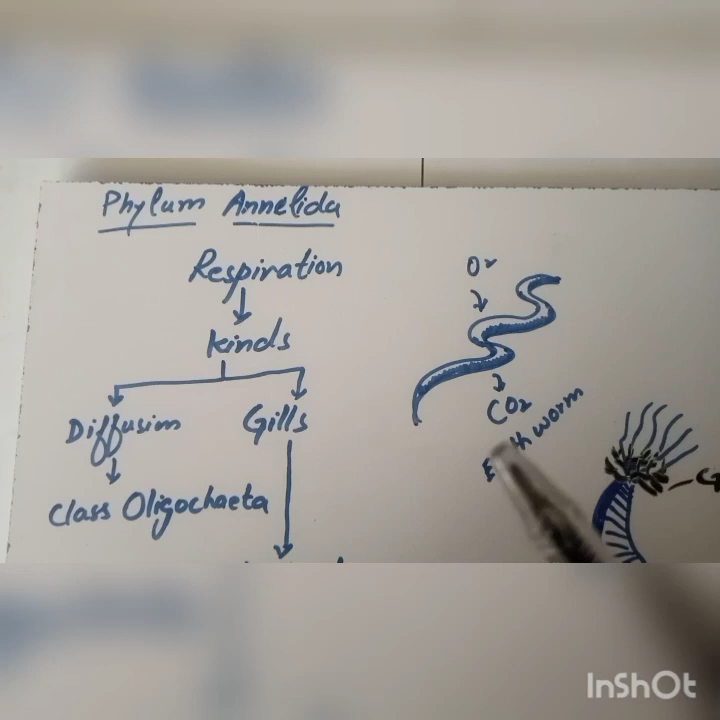 Phylum Annelida
Respiration
kinds
Diffusion
Gills
Class Oligochaeta
O2
CO2
worm
InShOt